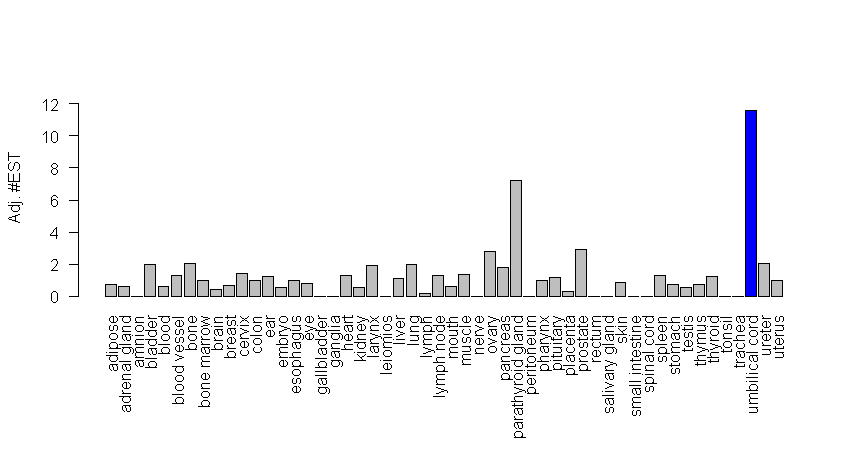 Adj. #EST
12
10
8
6
4
2
0
adipose
adrenal gland
amnion
bladder
blood
blood vessel
bone
bone marrow
brain
breast
cervix
colon
ear
embryo
esophagus
eye
gallbladder
ganglia
heart
kidney
larynx
leiomios
liver
lung
lymph
lymph node
mouth
muscle
nerve
ovary
pancreas
parathyroid gland
peritoneum
pharynx
pituitary
placenta
prostate
rectum
salivary gland
skin
small intestine
spinal cord
spleen
stomach
testis
thymus
thyroid
tonsil
trachea
umbilical cord
ureter
uterus